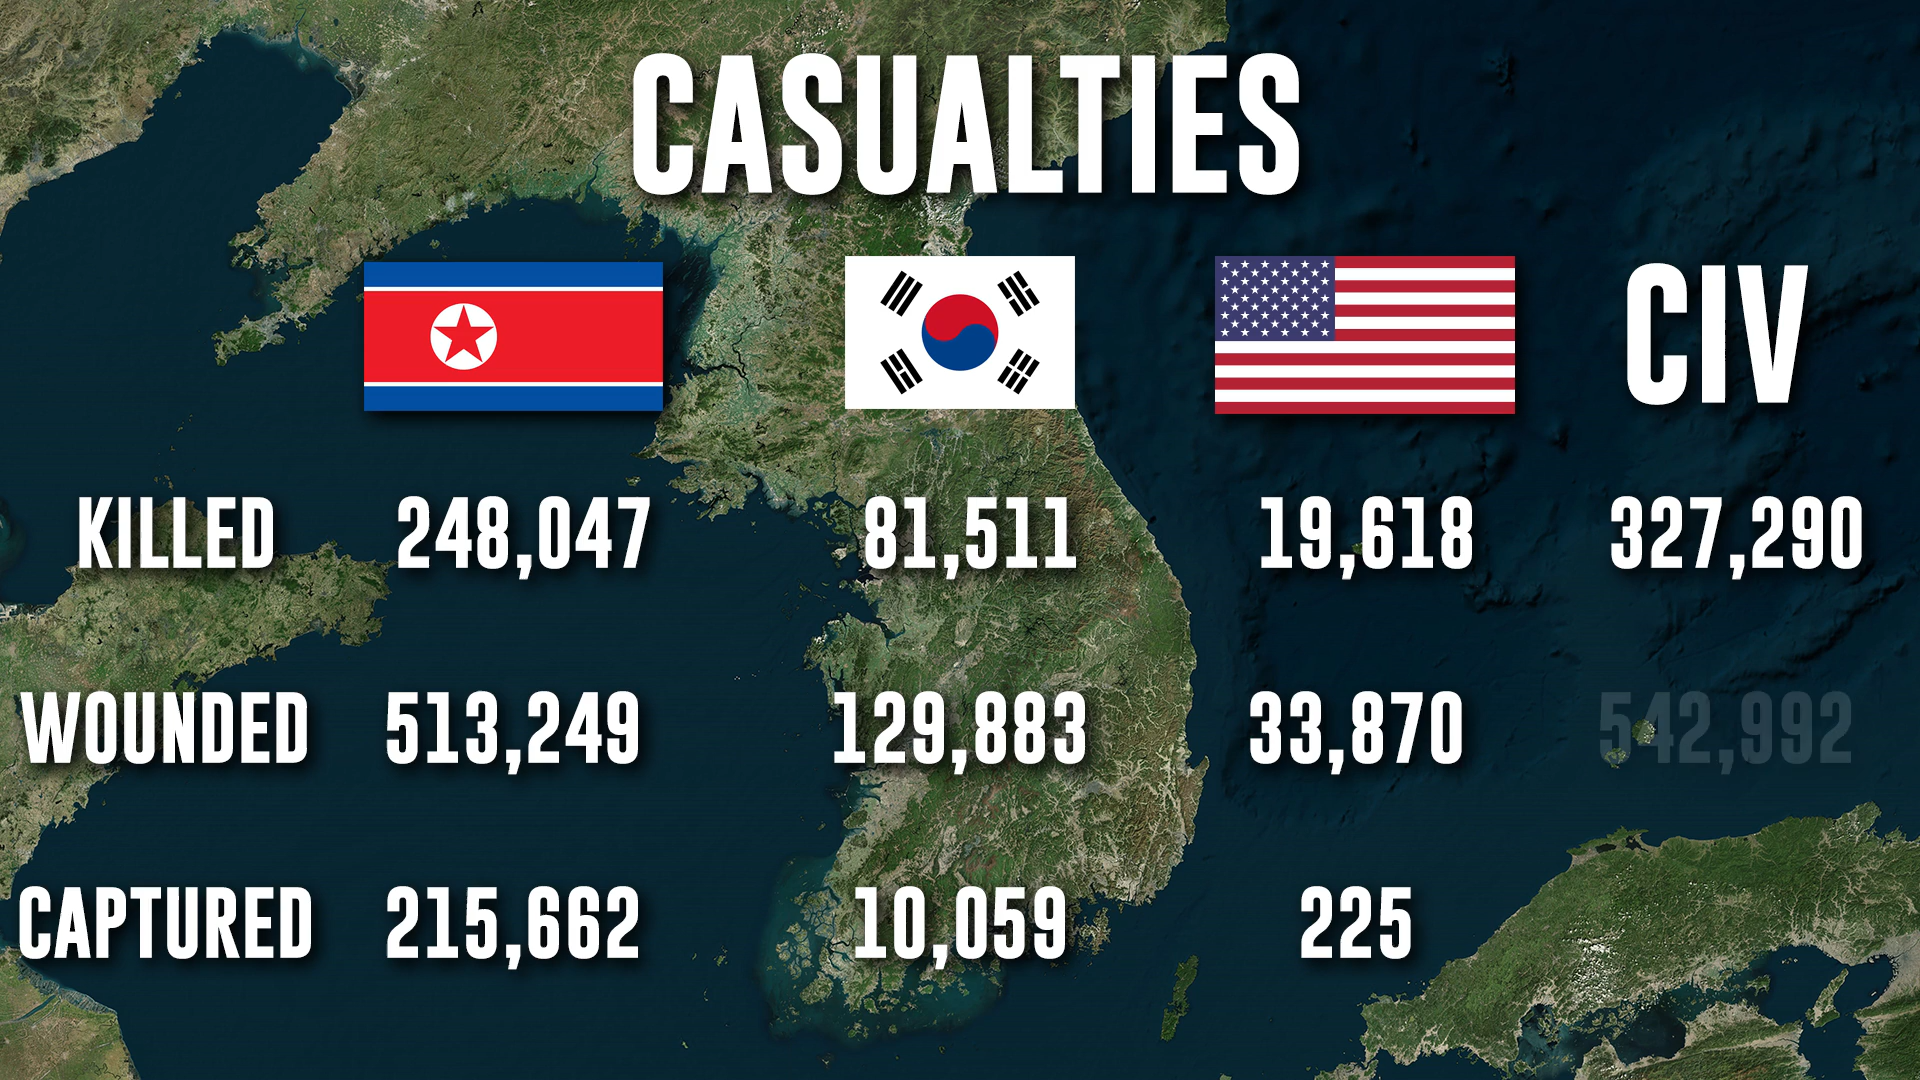 CASUALTIES
CIV
KILLED 248,047 81,511 19,618 327,290
WOUNDED 513,249 129,883 33,870 542,992
CAPTURED 215,662 10,059 225